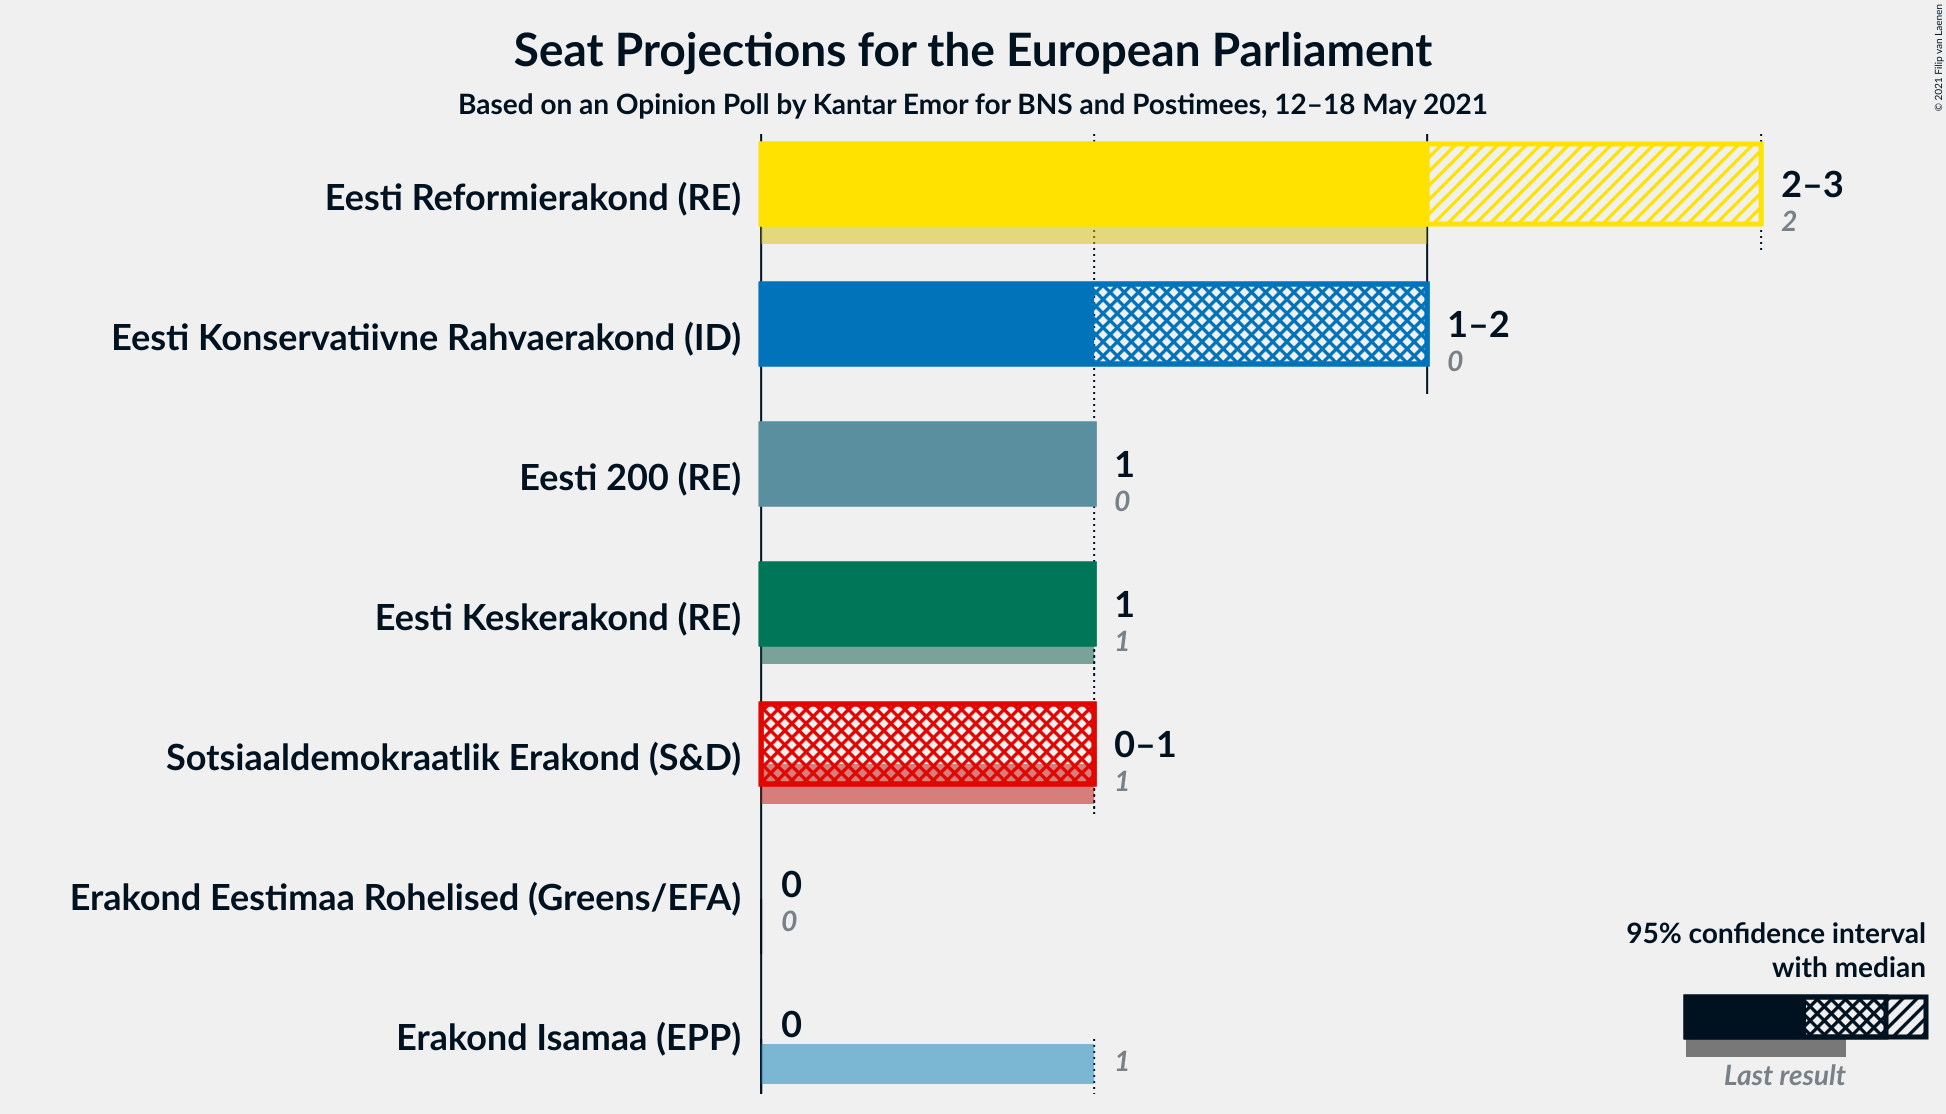 Seat Projections for the European Parliament
Based on an Opinion Poll by Kantar Emor for BNS and Postimees, 12–18 May 2021
© 2021 Filip van Laenen
Eesti Reformierakond (RE)
2–3
2
Eesti Konservatiivne Rahvaerakond (ID)
1–2
0
Eesti 200 (RE)
1
0
Eesti Keskerakond (RE)
1
1
Sotsiaaldemokraatlik Erakond (S&D)
0–1
1
Erakond Eestimaa Rohelised (Greens/EFA)
0
0
Erakond Isamaa (EPP)
0
1
95% confidence interval
with median
Last result